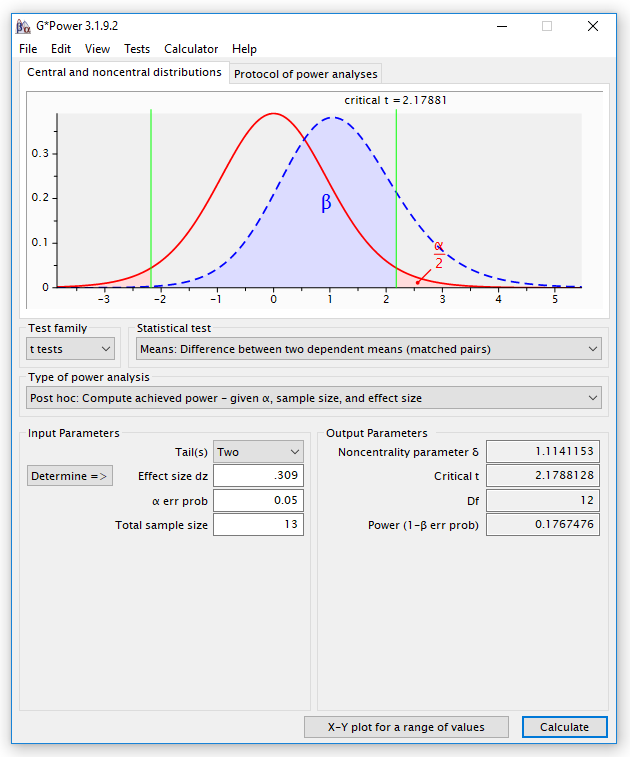 G*Power 3.1.9.2
File Edit View Tests Calculator Help
Central and noncentral distributions Protocol of power analyses
critical t = 2.17881
0.3
0.2
0.1
0
β
α
2
-3 -2 -1 0 1 2 3 4 5
Test family Statistical test
t tests Means: Difference between two dependent means (matched pairs)
Type of power analysis
Post hoc: Compute achieved power - given α, sample size, and effect size
Input Parameters Output Parameters
Tail(s) Two Noncentrality parameter δ 1.1141153
Determine => Effect size dz .309 Critical t 2.1788128
α err prob 0.05 Df 12
Total sample size 13 Power (1-β err prob) 0.1767476
X-Y plot for a range of values Calculate